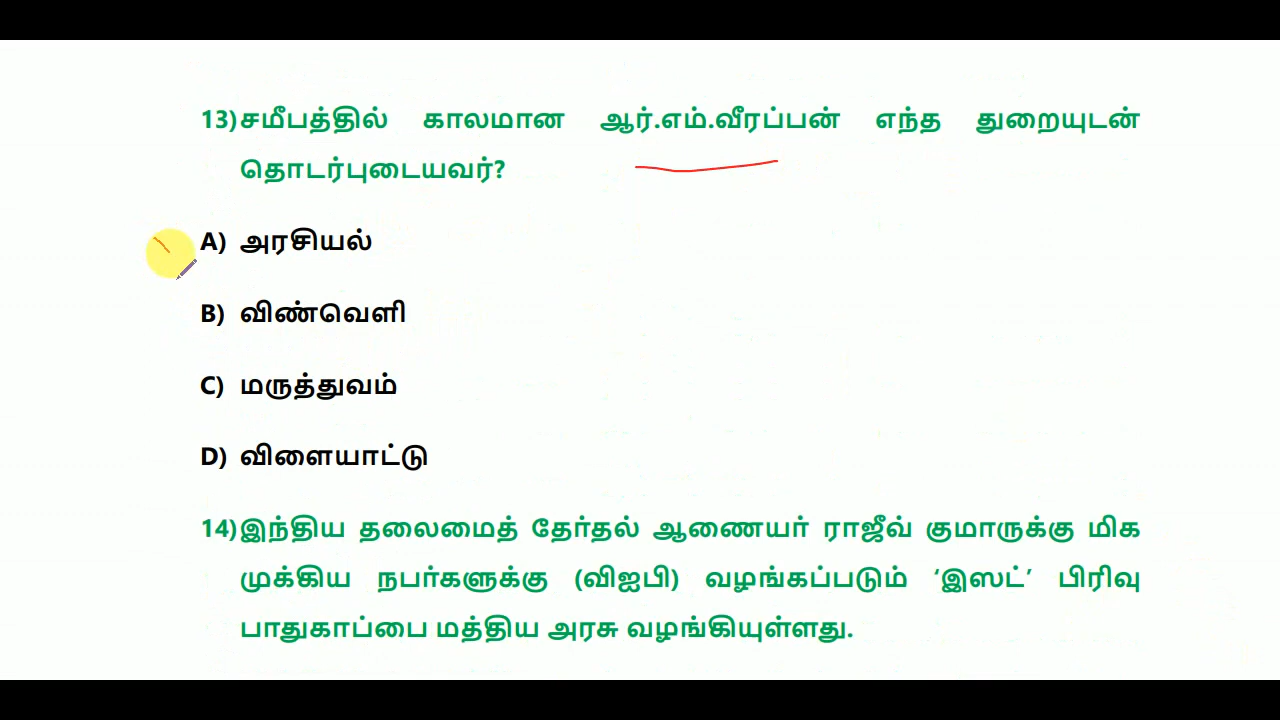 13)சமீபத்தில் காலமான ஆர்.எம்.வீரப்பன் எந்த துறையுடன்
தொடர்புடையவர்?
A) அரசியல்
B) விண்வெளி
C) மருத்துவம்
D) விளையாட்டு
14)இந்திய தலைமைத் தேர்தல் ஆணையர் ராஜீவ் குமாருக்கு மிக
முக்கிய நபர்களுக்கு (விஐபி) வழங்கப்படும் ‘இஸட்’ பிரிவு
பாதுகாப்பை மத்திய அரசு வழங்கியுள்ளது.